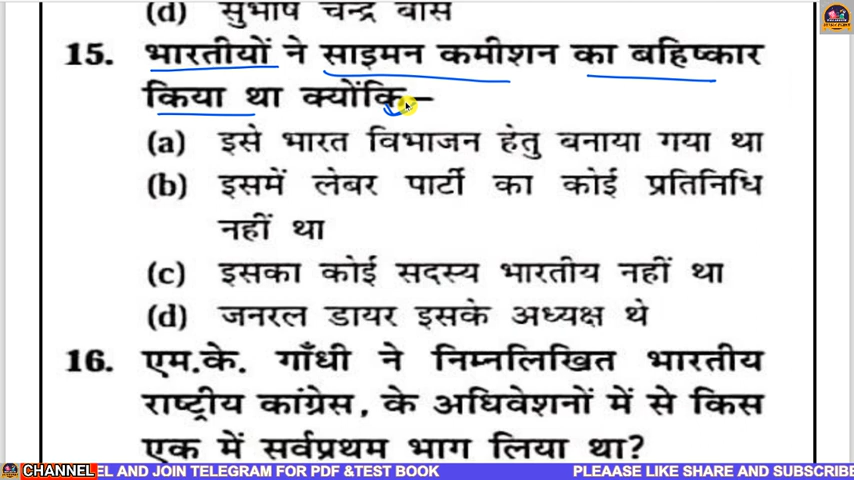 (d) सुभाष चन्द्र बोस
15. भारतीयों ने साइमन कमीशन का बहिष्कार
किया था क्योंकि–
(a) इसे भारत विभाजन हेतु बनाया गया था
(b) इसमें लेबर पार्टी का कोई प्रतिनिधि
नहीं था
(c) इसका कोई सदस्य भारतीय नहीं था
(d) जनरल डायर इसके अध्यक्ष थे
16. एम.के. गाँधी ने निम्नलिखित भारतीय
राष्ट्रीय कांग्रेस, के अधिवेशनों में से किस
एक में सर्वप्रथम भाग लिया था?
CHANNEL EL AND JOIN TELEGRAM FOR PDF &TEST BOOK PLEAASE LIKE SHARE AND SUBSCRIBE